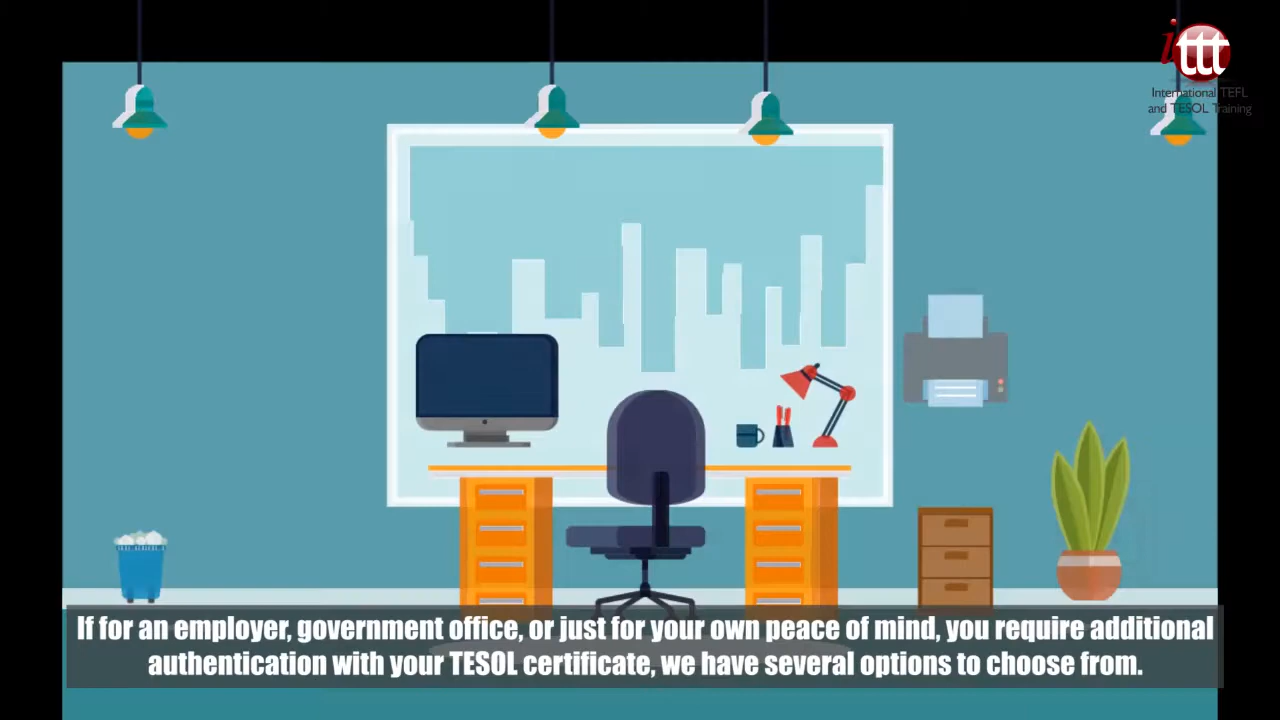 ittt
International TEFL
and TESOL Training
If for an employer, government office, or just for your own peace of mind, you require additional
authentication with your TESOL certificate, we have several options to choose from.